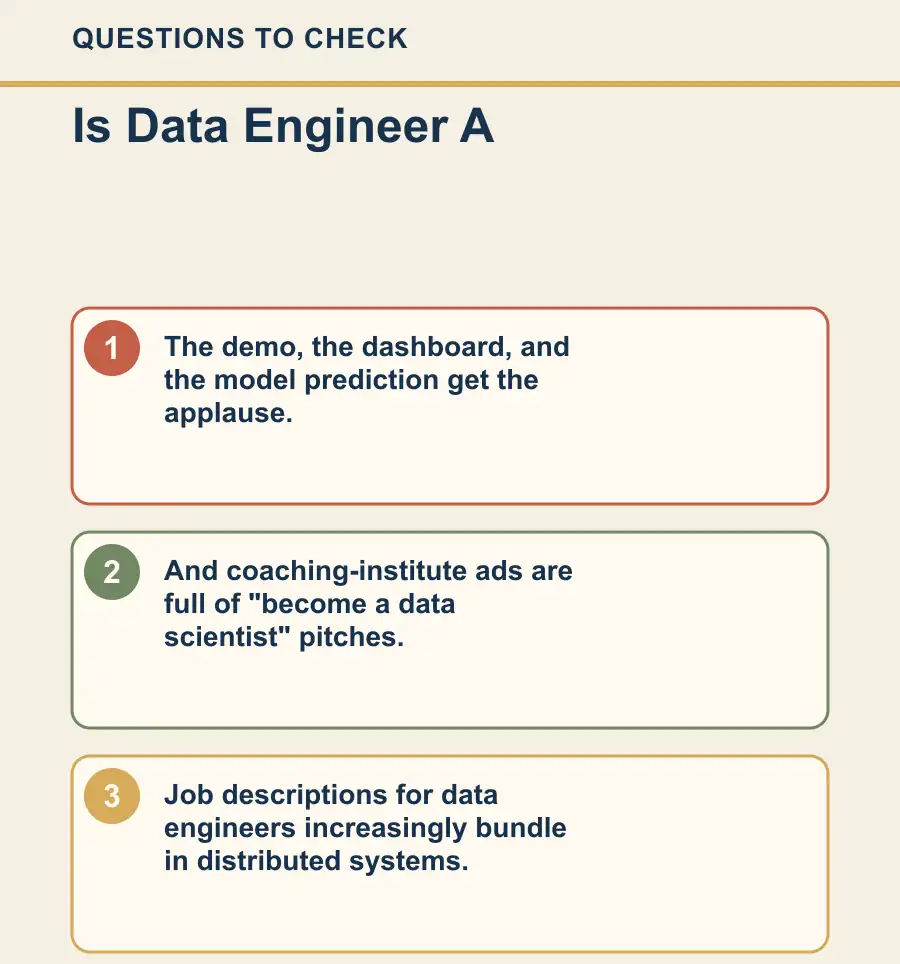 QUESTIONS TO CHECK
Is Data Engineer A
1
The demo, the dashboard, and
the model prediction get the
applause.
2
And coaching-institute ads are
full of "become a data
scientist" pitches.
3
Job descriptions for data
engineers increasingly bundle
in distributed systems.